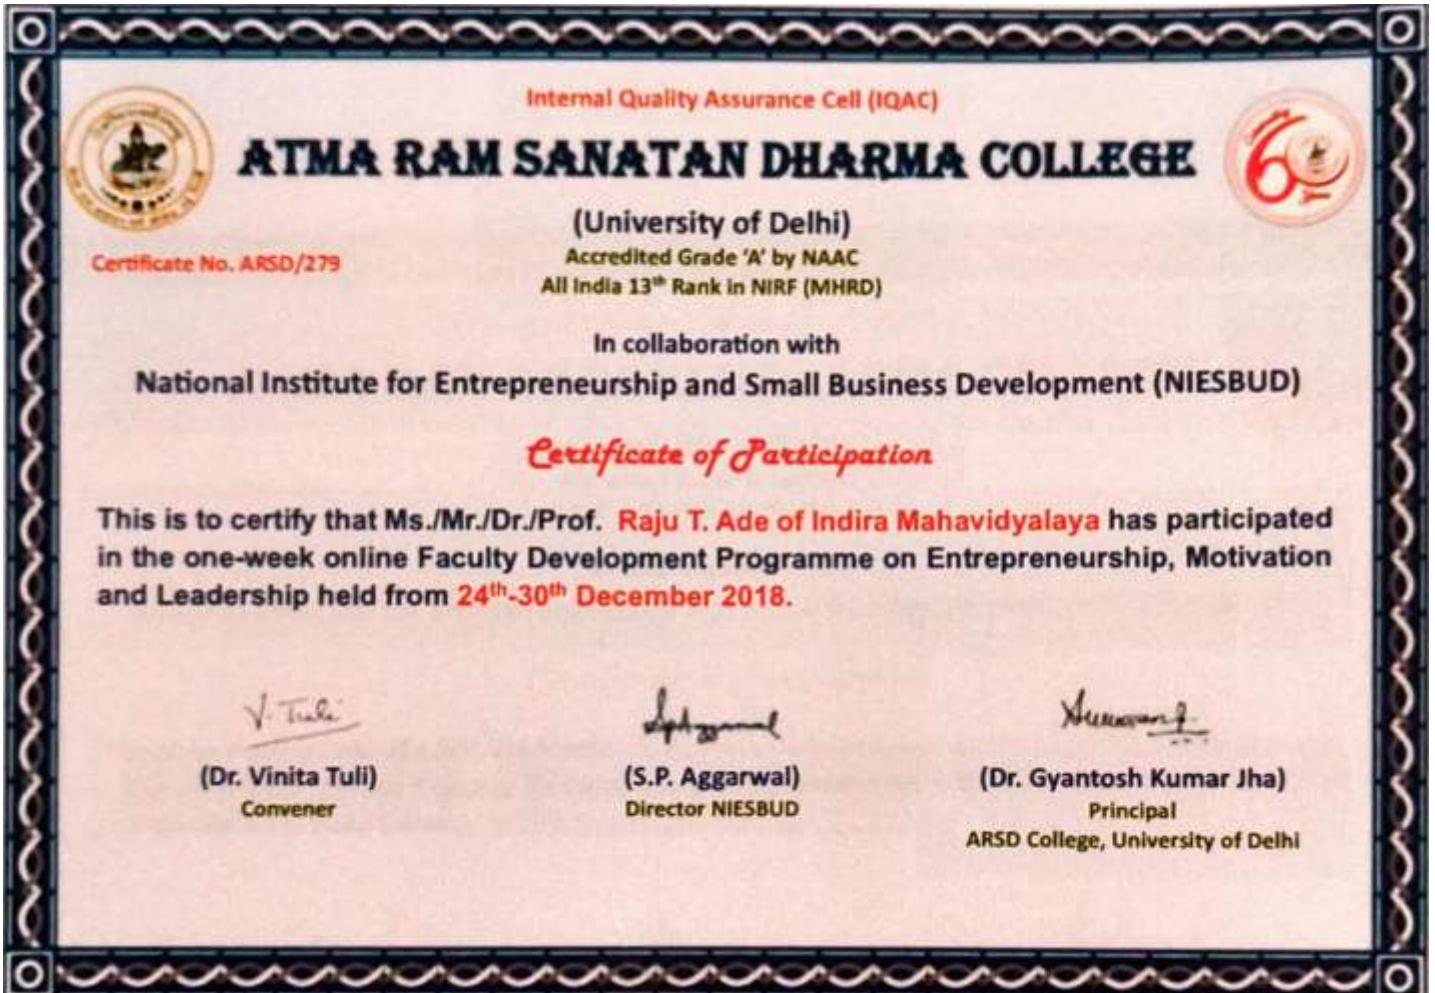 Internal Quality Assurance Cell (IQAC)
ATMA RAM SANATAN DHARMA COLLEGE
(University of Delhi)
Accredited Grade 'A' by NAAC
Certificate No. ARSD/279
All India 13th Rank in NIRF (MHRD)
In collaboration with
National Institute for Entrepreneurship and Small Business Development (NIESBUD)
Certificate of Participation
This is to certify that Ms./Mr./Dr./Prof. Raju T. Ade of Indira Mahavidyalaya has participated
in the one-week online Faculty Development Programme on Entrepreneurship, Motivation
and Leadership held from 24th-30th December 2018.
V. Tuli
(Dr. Vinita Tuli)
Convener
SpAggarwal
(S.P. Aggarwal)
Director NIESBUD
(Dr. Gyantosh Kumar Jha)
Principal
ARSD College, University of Delhi
60